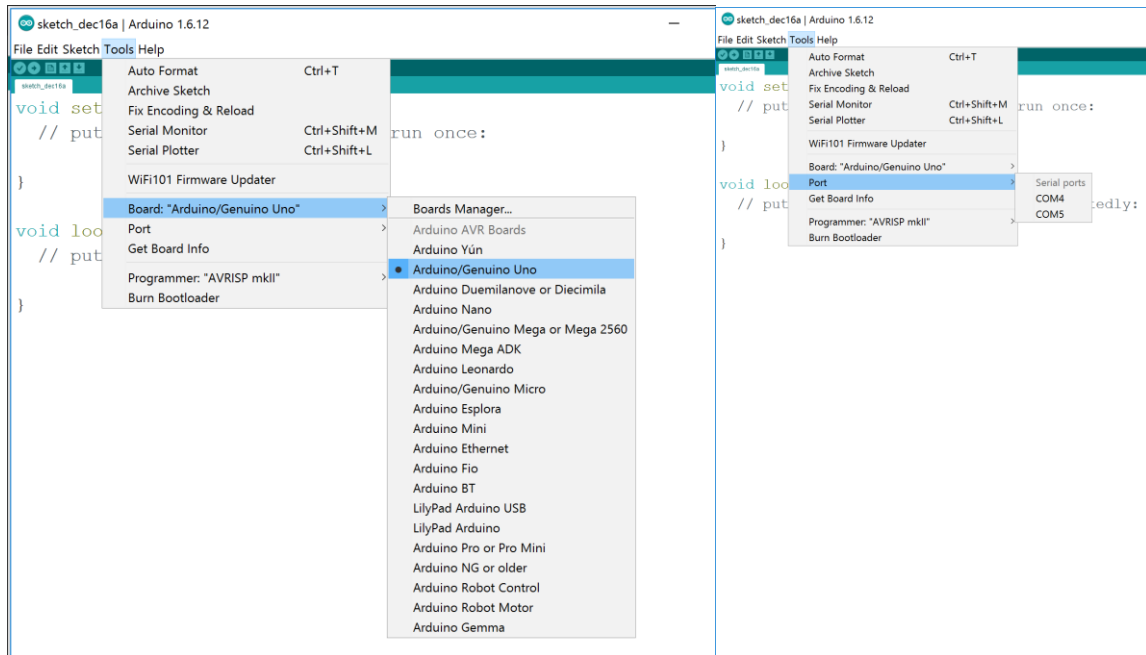 sketch_dec16a | Arduino 1.6.12
File Edit Sketch Tools Help
sketch_dec16a
Auto Format Ctrl+T
Archive Sketch
Fix Encoding & Reload
Serial Monitor Ctrl+Shift+M
Serial Plotter Ctrl+Shift+L
WiFi101 Firmware Updater
Board: "Arduino/Genuino Uno"
Port
Get Board Info
Programmer: "AVRISP mkII"
Burn Bootloader
void set
// put run once:
}
void loo
// put
}
Boards Manager...
Arduino AVR Boards
Arduino Yún
Arduino/Genuino Uno
Arduino Duemilanove or Diecimila
Arduino Nano
Arduino/Genuino Mega or Mega 2560
Arduino Mega ADK
Arduino Leonardo
Arduino/Genuino Micro
Arduino Esplora
Arduino Mini
Arduino Ethernet
Arduino Fio
Arduino BT
LilyPad Arduino USB
LilyPad Arduino
Arduino Pro or Pro Mini
Arduino NG or older
Arduino Robot Control
Arduino Robot Motor
Arduino Gemma
sketch_dec16a | Arduino 1.6.12
File Edit Sketch Tools Help
sketch_dec16a
Auto Format Ctrl+T
Archive Sketch
Fix Encoding & Reload
Serial Monitor Ctrl+Shift+M
Serial Plotter Ctrl+Shift+L
WiFi101 Firmware Updater
Board: "Arduino/Genuino Uno"
Port
Get Board Info
Programmer: "AVRISP mkII"
Burn Bootloader
void set
// put run once:
}
void loo
// put edly:
}
Serial ports
COM4
COM5